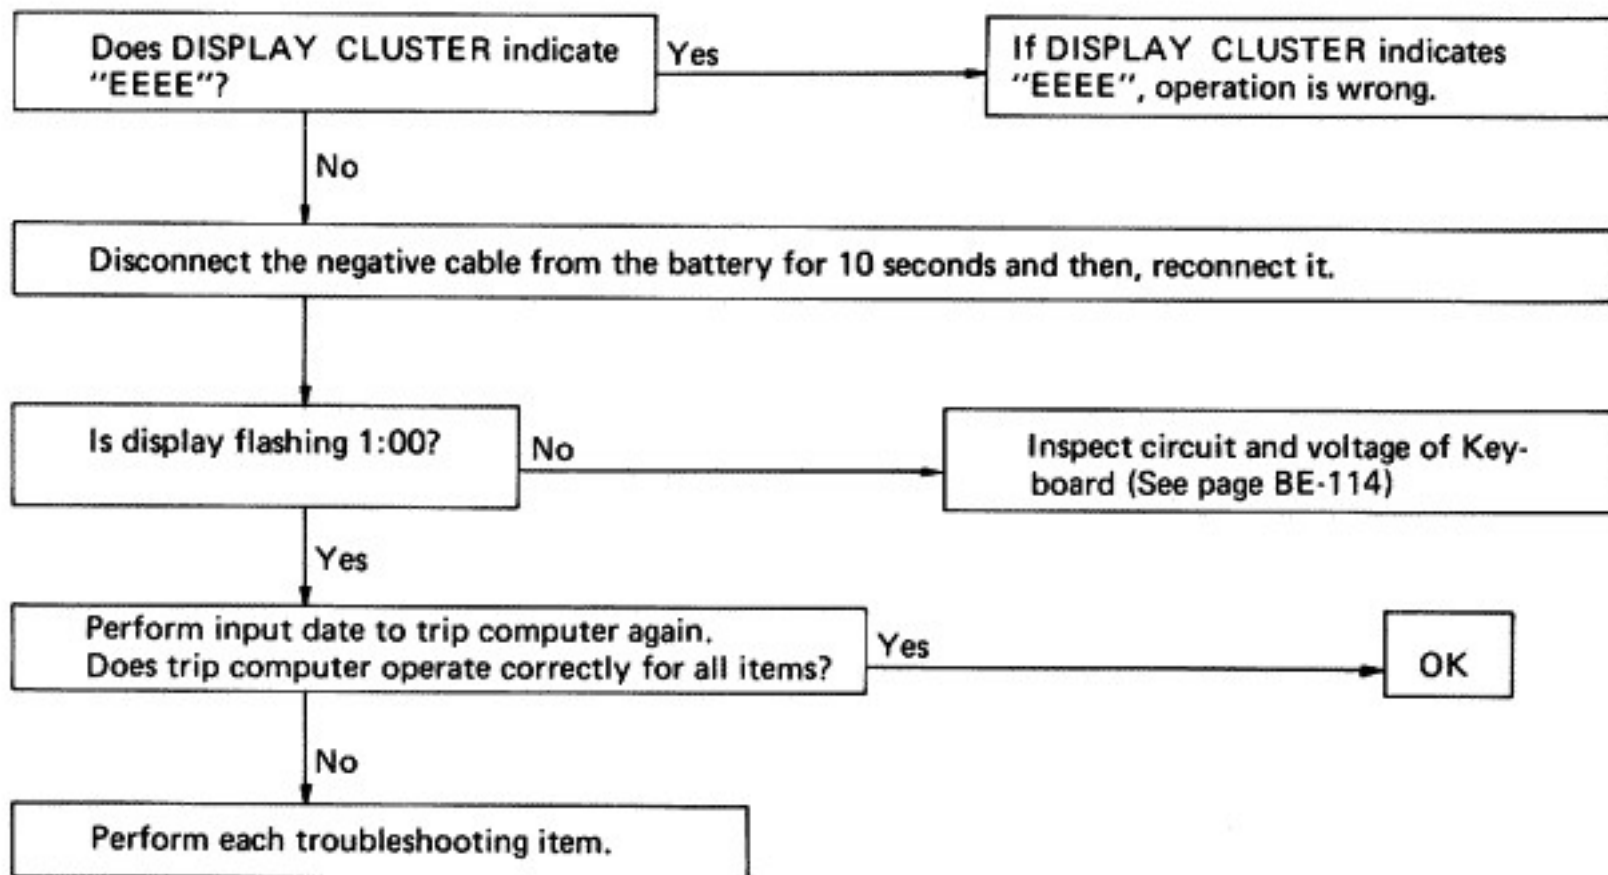 Does DISPLAY CLUSTER indicate
"EEEE"?
Yes
If DISPLAY CLUSTER indicates
"EEEE", operation is wrong.
No
Disconnect the negative cable from the battery for 10 seconds and then, reconnect it.
Is display flashing 1:00?
No
Inspect circuit and voltage of Key-
board (See page BE-114)
Yes
Perform input date to trip computer again.
Does trip computer operate correctly for all items?
Yes
OK
No
Perform each troubleshooting item.